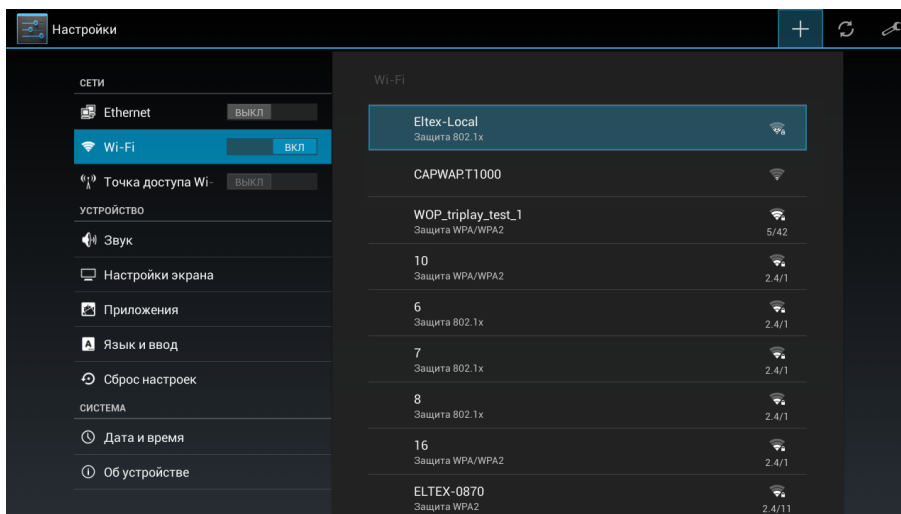 Настройки
СЕТИ
Ethernet ВЫКЛ
Wi-Fi ВКЛ
Точка доступа Wi- ВЫКЛ
УСТРОЙСТВО
Звук
Настройки экрана
Приложения
Язык и ввод
Сброс настроек
СИСТЕМА
Дата и время
Об устройстве
Wi-Fi
Eltex-Local
Защита 802.1x
CAPWAP.T1000
WOP_triplay_test_1
Защита WPA/WPA2
5/42
10
Защита WPA/WPA2
2.4/1
6
Защита 802.1x
2.4/1
7
Защита 802.1x
2.4/1
8
Защита 802.1x
2.4/1
16
Защита WPA/WPA2
2.4/1
ELTEX-0870
Защита WPA2
2.4/11